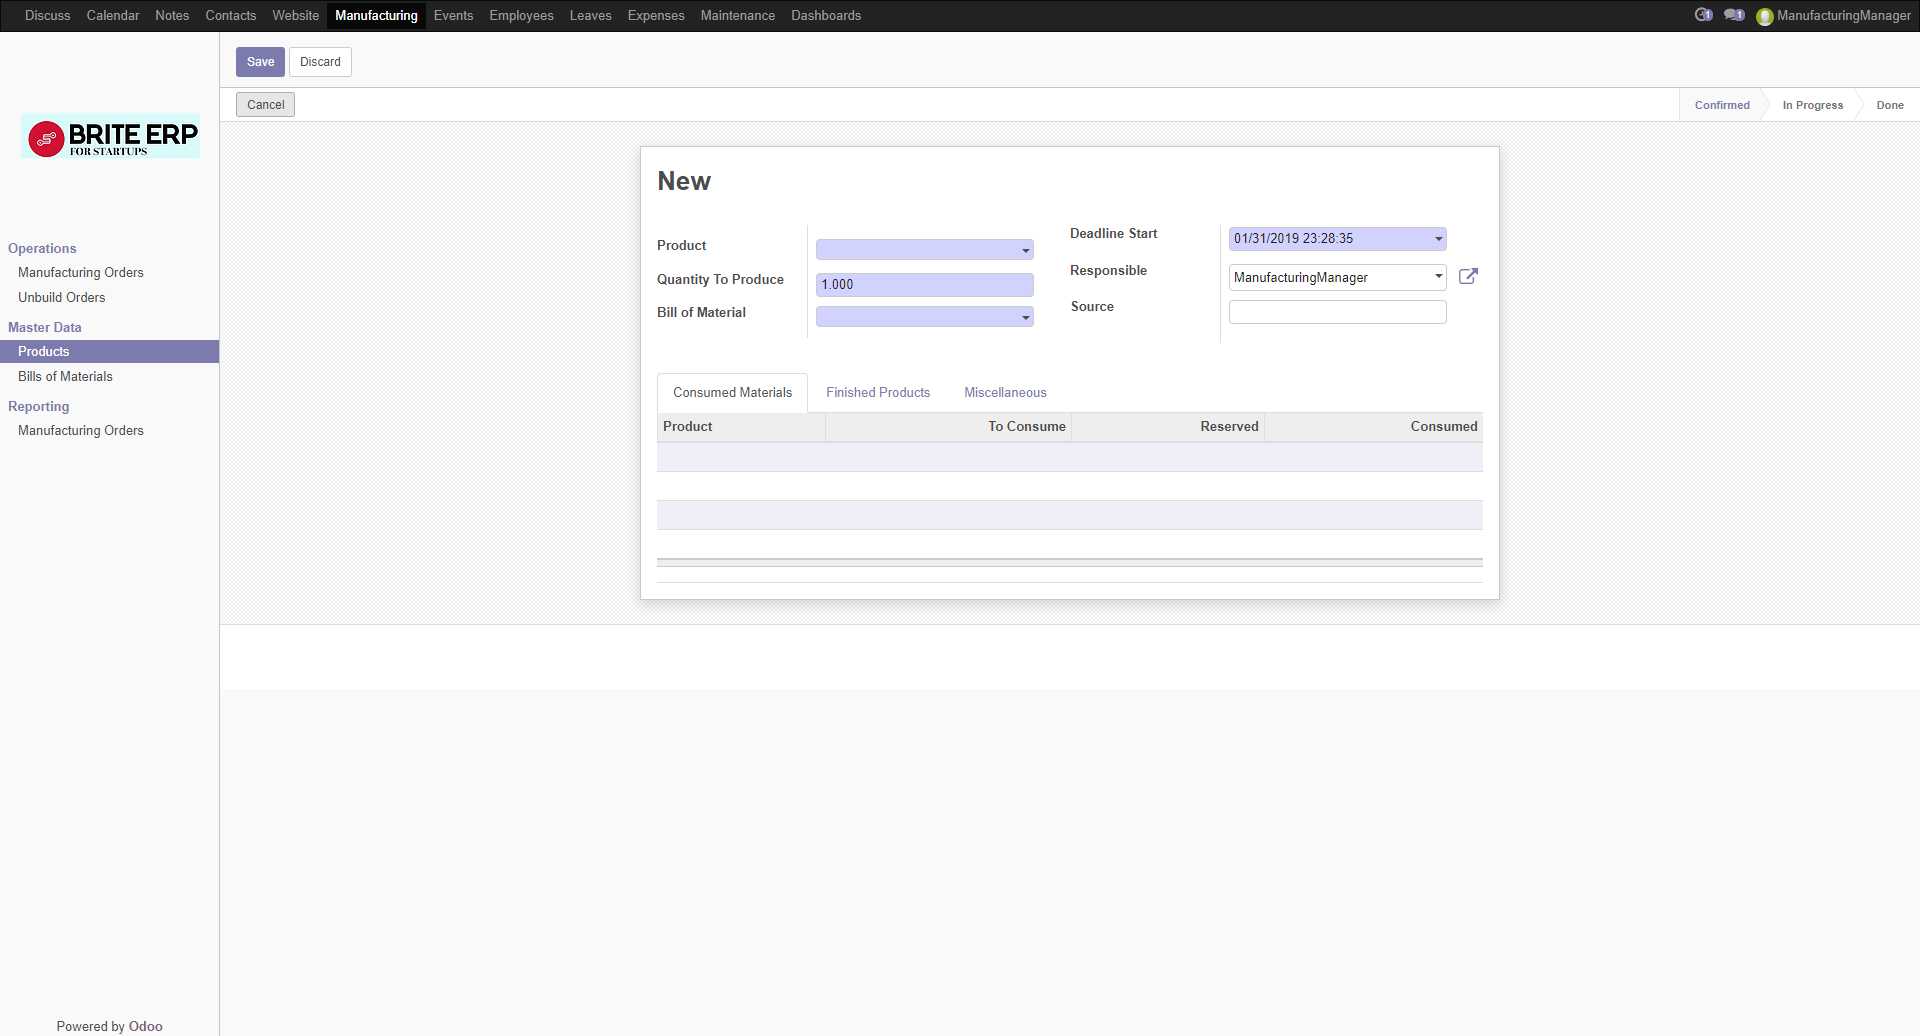 Discuss Calendar Notes Contacts Website Manufacturing Events Employees Leaves Expenses Maintenance Dashboards 1 1 ManufacturingManager
Save Discard
Cancel Confirmed In Progress Done
BRITE ERP
FOR STARTUPS
Operations
Manufacturing Orders
Unbuild Orders
Master Data
Products
Bills of Materials
Reporting
Manufacturing Orders
New
Product
Quantity To Produce 1.000
Bill of Material
Deadline Start 01/31/2019 23:28:35
Responsible ManufacturingManager
Source
Consumed Materials Finished Products Miscellaneous
Product To Consume Reserved Consumed
Powered by Odoo